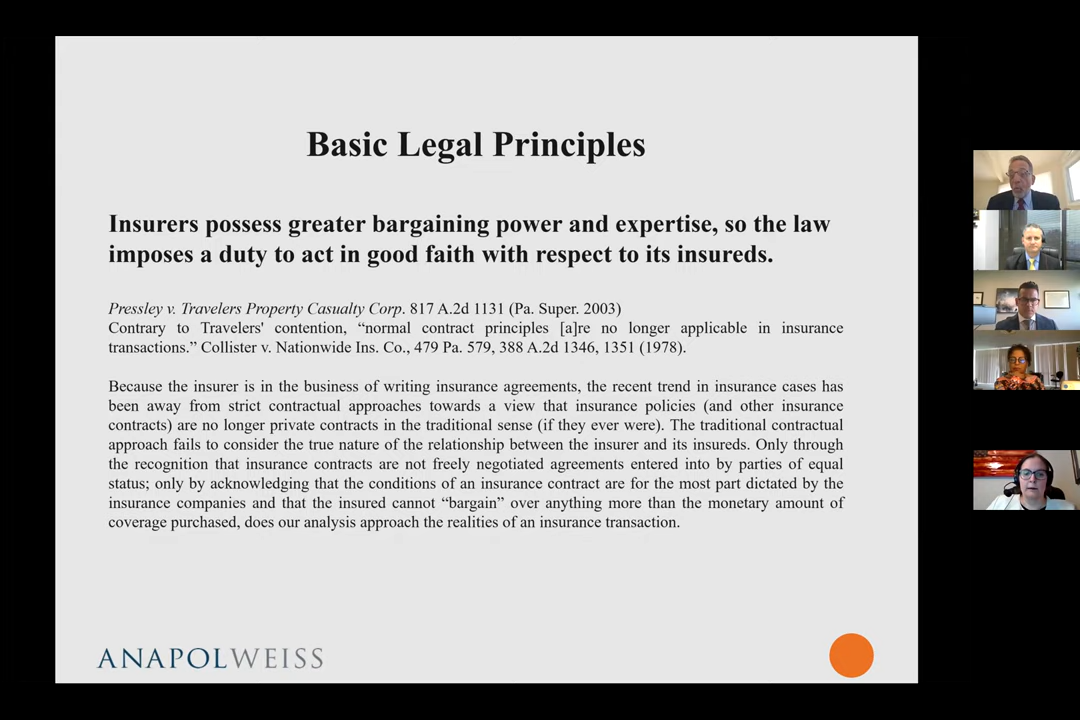 Basic Legal Principles
Insurers possess greater bargaining power and expertise, so the law
imposes a duty to act in good faith with respect to its insureds.
Pressley v. Travelers Property Casualty Corp. 817 A.2d 1131 (Pa. Super. 2003)
Contrary to Travelers' contention, “normal contract principles [a]re no longer applicable in insurance
transactions.” Collister v. Nationwide Ins. Co., 479 Pa. 579, 388 A.2d 1346, 1351 (1978).
Because the insurer is in the business of writing insurance agreements, the recent trend in insurance cases has
been away from strict contractual approaches towards a view that insurance policies (and other insurance
contracts) are no longer private contracts in the traditional sense (if they ever were). The traditional contractual
approach fails to consider the true nature of the relationship between the insurer and its insureds. Only through
the recognition that insurance contracts are not freely negotiated agreements entered into by parties of equal
status; only by acknowledging that the conditions of an insurance contract are for the most part dictated by the
insurance companies and that the insured cannot “bargain” over anything more than the monetary amount of
coverage purchased, does our analysis approach the realities of an insurance transaction.
ANAPOLWEISS